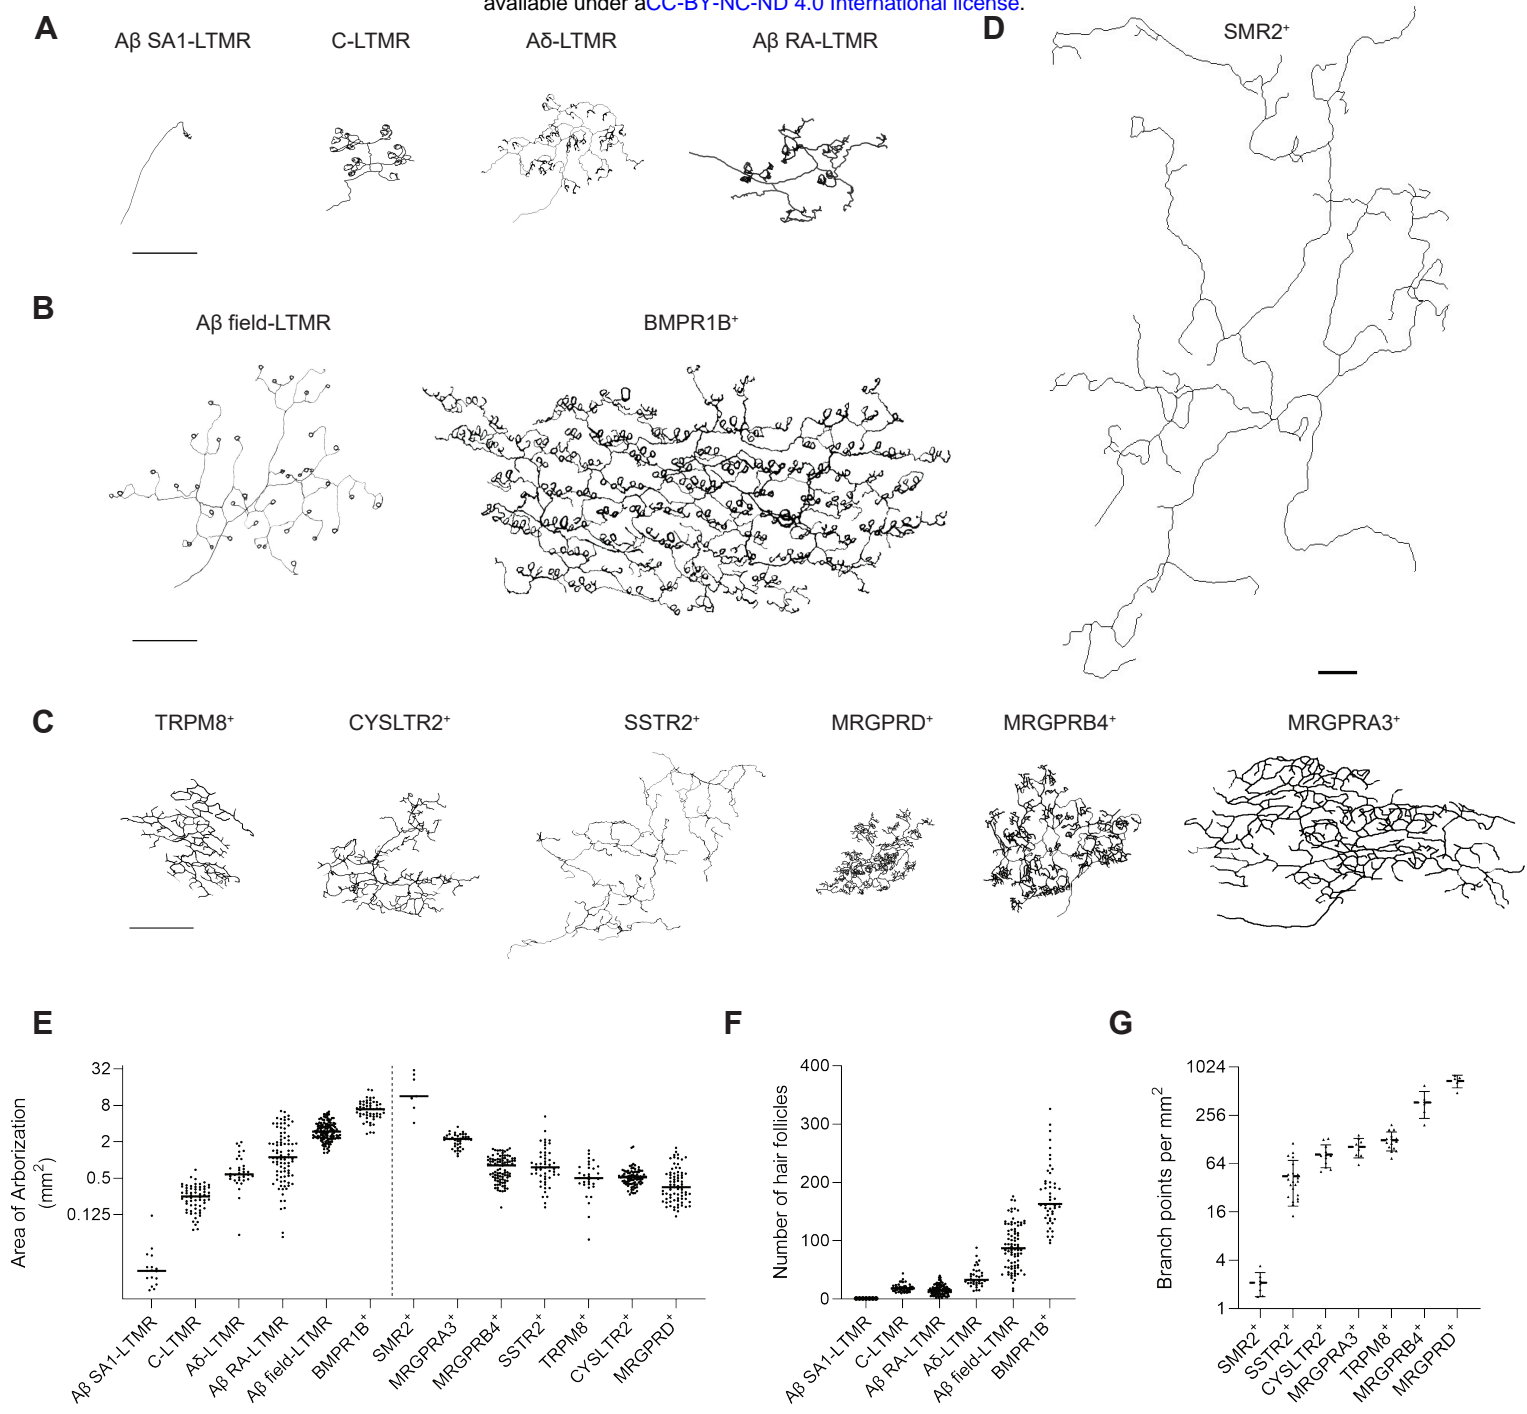 available under aCC-BY-NC-ND 4.0 International license.
A
Aβ SA1-LTMR
C-LTMR
Aδ-LTMR
Aβ RA-LTMR
D
SMR2⁺
B
Aβ field-LTMR
BMPR1B⁺
C
TRPM8⁺
CYSLTR2⁺
SSTR2⁺
MRGPRD⁺
MRGPRB4⁺
MRGPRA3⁺
E
Area of Arborization
(mm²)
32
8
2
0.5
0.125
Aβ SA1-LTMR
C-LTMR
Aδ-LTMR
Aβ RA-LTMR
Aβ field-LTMR
BMPR1B⁺
SMR2⁺
MRGPRA3⁺
MRGPRB4⁺
SSTR2⁺
TRPM8⁺
CYSLTR2⁺
MRGPRD⁺
F
Number of hair follicles
400
300
200
100
0
Aβ SA1-LTMR
C-LTMR
Aβ RA-LTMR
Aδ-LTMR
Aβ field-LTMR
BMPR1B⁺
G
Branch points per mm²
1024
256
64
16
4
1
SMR2⁺
SSTR2⁺
CYSLTR2⁺
MRGPRA3⁺
TRPM8⁺
MRGPRB4⁺
MRGPRD⁺